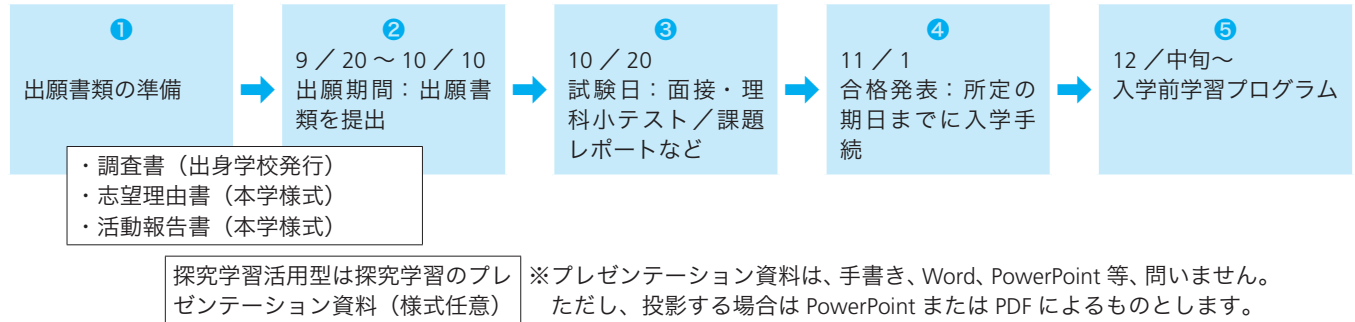 ❶
出願書類の準備
❷
9 ／ 20 ～ 10 ／ 10
出願期間：出願書
類を提出
❸
10 ／ 20
試験日：面接・理
科小テスト／課題
レポートなど
❹
11 ／ 1
合格発表：所定の
期日までに入学手
続
❺
12 ／中旬～
入学前学習プログラム
・調査書（出身学校発行）
・志望理由書（本学様式）
・活動報告書（本学様式）
探究学習活用型は探究学習のプレ
ゼンテーション資料（様式任意）
※プレゼンテーション資料は、手書き、Word、PowerPoint 等、問いません。
ただし、投影する場合は PowerPoint または PDF によるものとします。